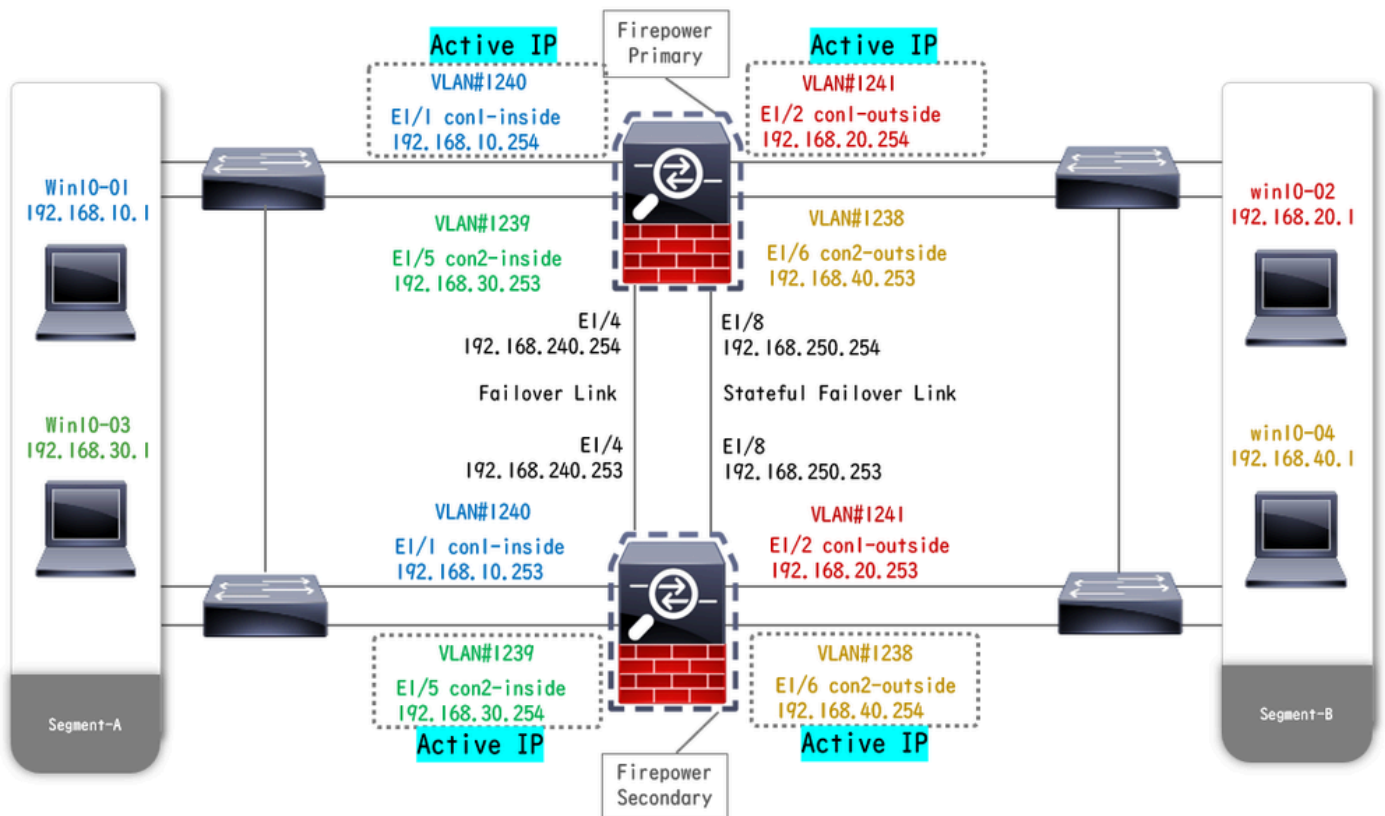 Firepower
Primary
Active IP
Active IP
VLAN#1240
E1/1 con1-inside
192.168.10.254
VLAN#1241
E1/2 con1-outside
192.168.20.254
Win10-01
192.168.10.1
win10-02
192.168.20.1
VLAN#1239
E1/5 con2-inside
192.168.30.253
VLAN#1238
E1/6 con2-outside
192.168.40.253
E1/4
192.168.240.254
E1/8
192.168.250.254
Failover Link
Stateful Failover Link
Win10-03
192.168.30.1
win10-04
192.168.40.1
E1/4
192.168.240.253
E1/8
192.168.250.253
VLAN#1240
E1/1 con1-inside
192.168.10.253
VLAN#1241
E1/2 con1-outside
192.168.20.253
VLAN#1239
E1/5 con2-inside
192.168.30.254
VLAN#1238
E1/6 con2-outside
192.168.40.254
Active IP
Active IP
Segment-A
Segment-B
Firepower
Secondary